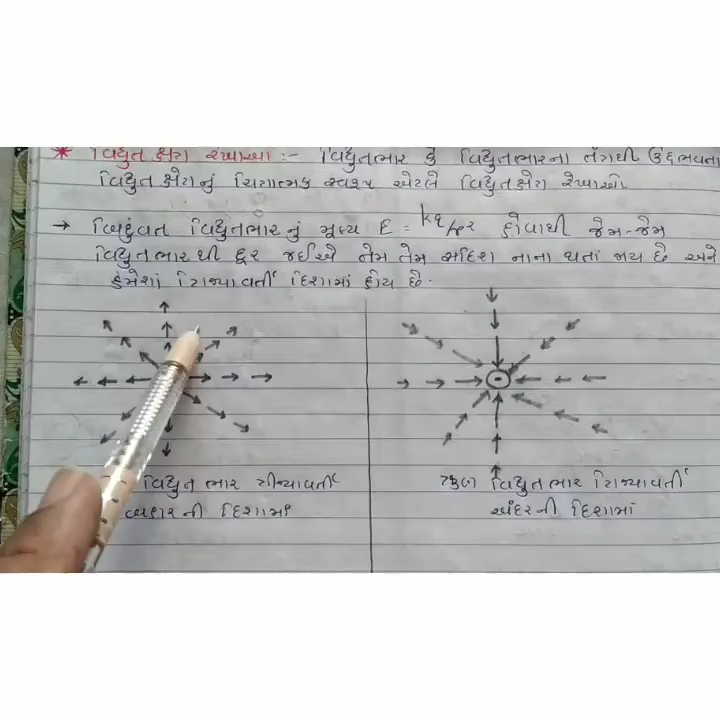 * વિદ્યુત ક્ષેત્ર રેખાઓ :- વિદ્યુતભાર કે વિદ્યુતભારના તંત્રથી ઉદ્દભવતા
વિદ્યુત ક્ષેત્રનું ચિત્રાત્મક સ્વરૂપ એટલે વિદ્યુતક્ષેત્ર રેખાઓ.
→ બિંદુવત વિદ્યુતભારનું મૂલ્ય E = kq/r2 હોવાથી જેમ-જેમ
વિદ્યુતભારથી દૂર જઈએ તેમ તેમ સદિશ નાના થતાં જાય છે અને
હંમેશાં ત્રિજ્યાવર્તી દિશામાં હોય છે.
-
વિદ્યુત ભાર ત્રીજ્યાવર્તી
બહારની દિશામાં
ઋણ વિદ્યુતભાર ત્રિજ્યાવર્તી
અંદરની દિશામાં